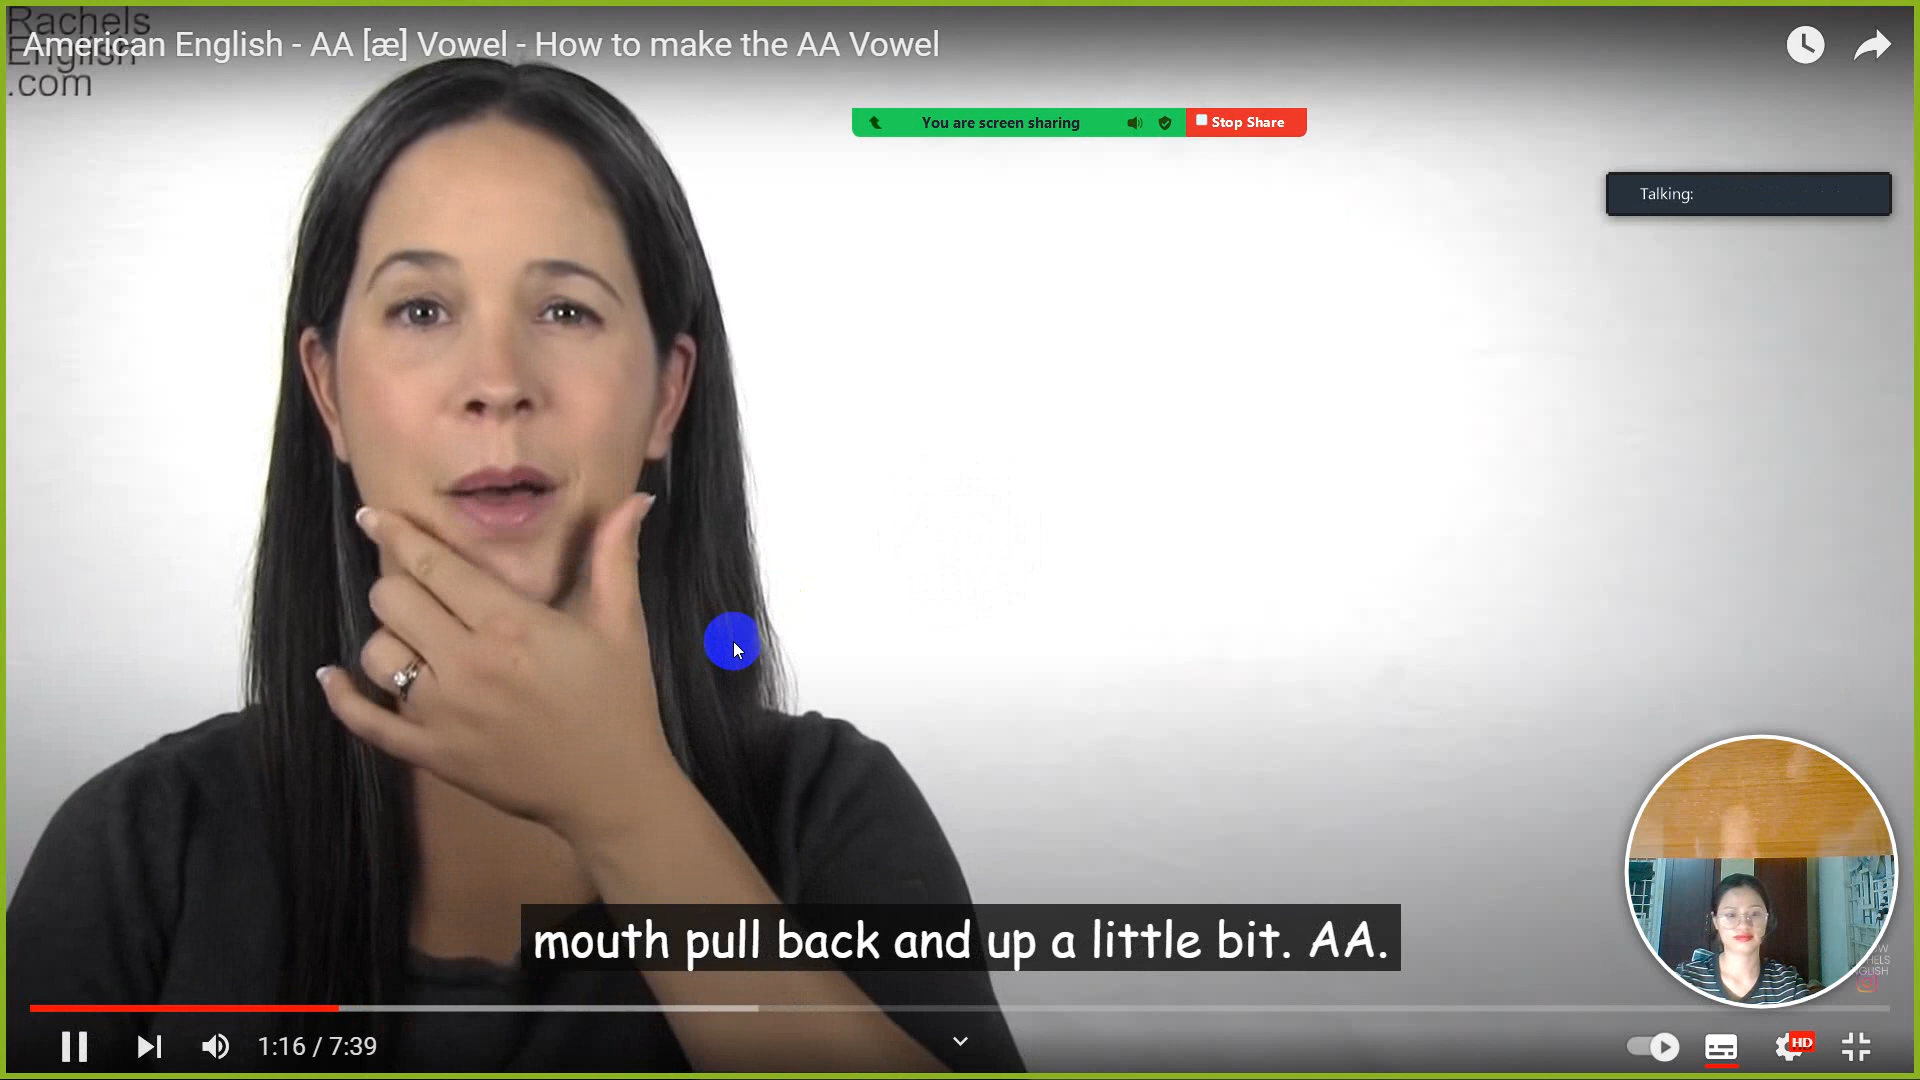 Rachels
English
.com
American English - AA [æ] Vowel - How to make the AA Vowel
You are screen sharing
Stop Share
Talking:
mouth pull back and up a little bit. AA.
1:16 / 7:39
HD